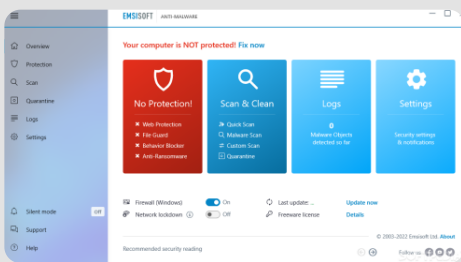 EMSISOFT ANTI-MALWARE
Your computer is NOT protected! Fix now
Overview
Protection
Scan
Quarantine
Logs
Settings
Silent mode Off
Support
Help
No Protection!
Web Protection
File Guard
Behavior Blocker
Anti-Ransomware
Scan & Clean
Quick Scan
Malware Scan
Custom Scan
Quarantine
Logs
0
Malware Objects
detected so far
Settings
Security settings
& notifications
Firewall (Windows) On
Network lockdown Off
Last update: ... Update now
Freeware license Details
© 2003-2022 Emsisoft Ltd. About
Recommended security reading
Follow us: